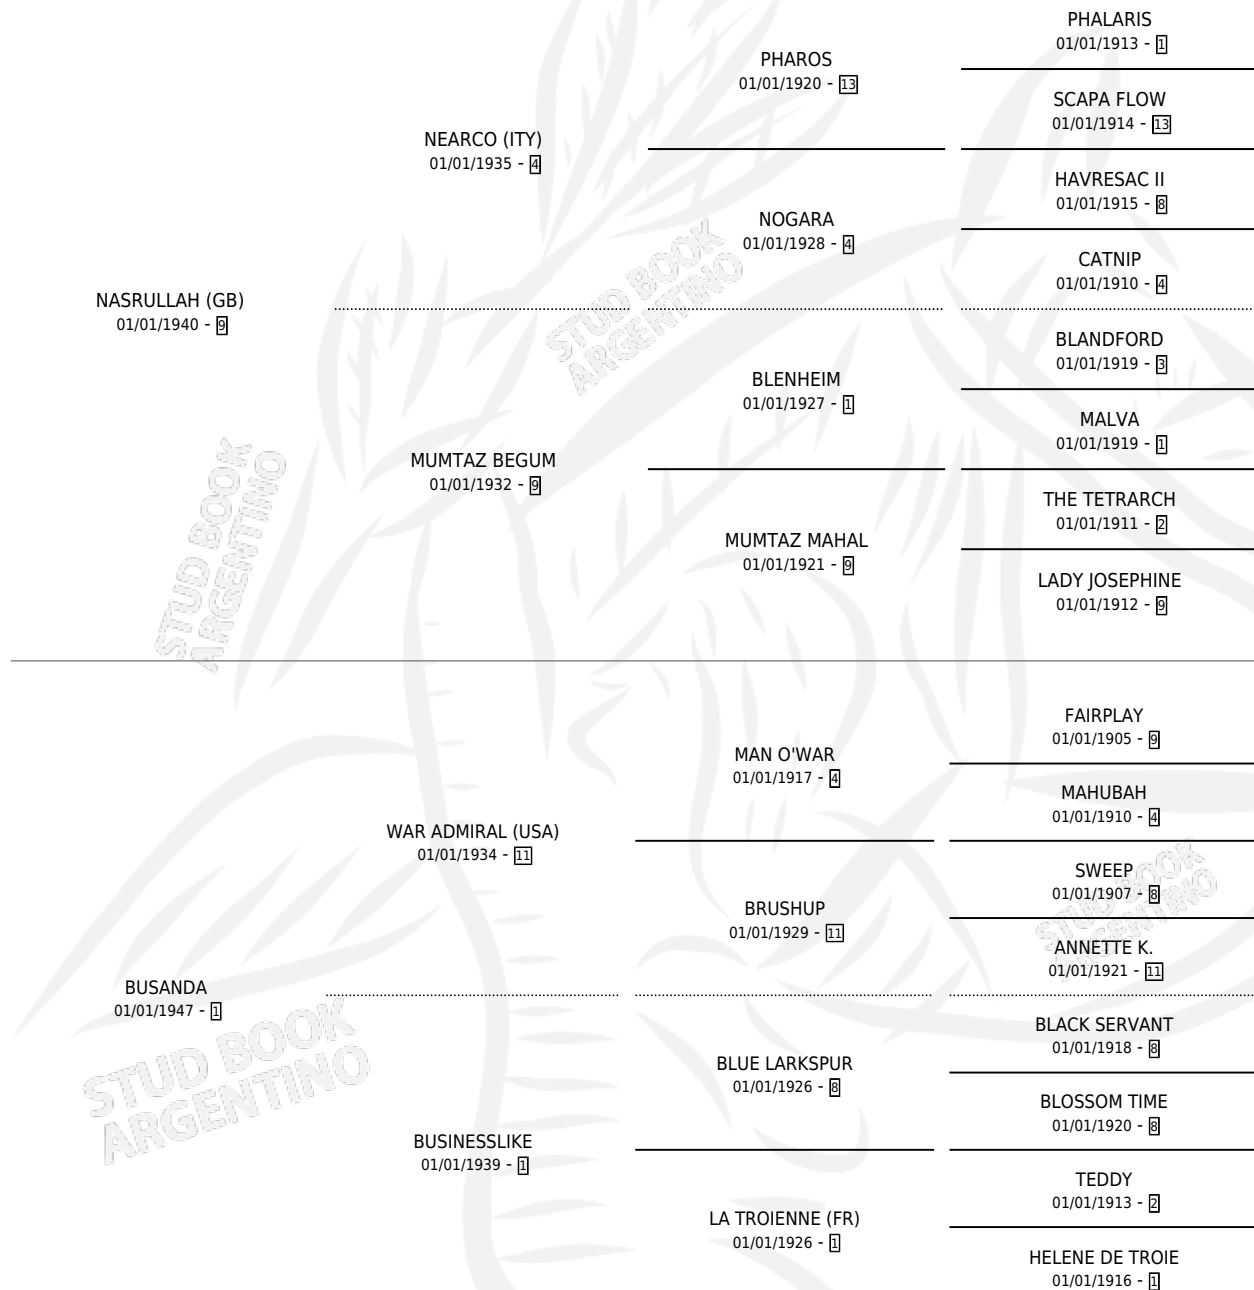 PHALARIS
01/01/1913 - 1
PHAROS
01/01/1920 - 13
SCAPA FLOW
01/01/1914 - 13
NEARCO (ITY)
01/01/1935 - 4
HAVRESAC II
01/01/1915 - 8
NOGARA
01/01/1928 - 4
CATNIP
01/01/1910 - 4
NASRULLAH (GB)
01/01/1940 - 9
BLANDFORD
01/01/1919 - 3
BLENHEIM
01/01/1927 - 1
MALVA
01/01/1919 - 1
MUMTAZ BEGUM
01/01/1932 - 9
THE TETRARCH
01/01/1911 - 2
MUMTAZ MAHAL
01/01/1921 - 9
LADY JOSEPHINE
01/01/1912 - 9
STUD BOOK
ARGENTINO
STUD BOOK
ARGENTINO
FAIRPLAY
01/01/1905 - 9
MAN O'WAR
01/01/1917 - 4
MAHUBAH
01/01/1910 - 4
WAR ADMIRAL (USA)
01/01/1934 - 11
SWEEP
01/01/1907 - 8
BRUSHUP
01/01/1929 - 11
ANNETTE K.
01/01/1921 - 11
BUSANDA
01/01/1947 - 1
BLACK SERVANT
01/01/1918 - 8
BLUE LARKSPUR
01/01/1926 - 8
BLOSSOM TIME
01/01/1920 - 8
BUSINESSLIKE
01/01/1939 - 1
TEDDY
01/01/1913 - 2
LA TROIENNE (FR)
01/01/1926 - 1
HELENE DE TROIE
01/01/1916 - 1
STUD BOOK
ARGENTINO
STUD BOOK
ARGENTINO